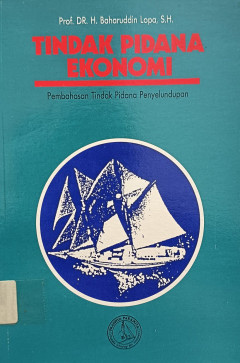 Prof. DR. H. Baharuddin Lopa, S.H.
TINDAK PIDANA
EKONOMI
Pembahasan Tindak Pidana Penyelundupan